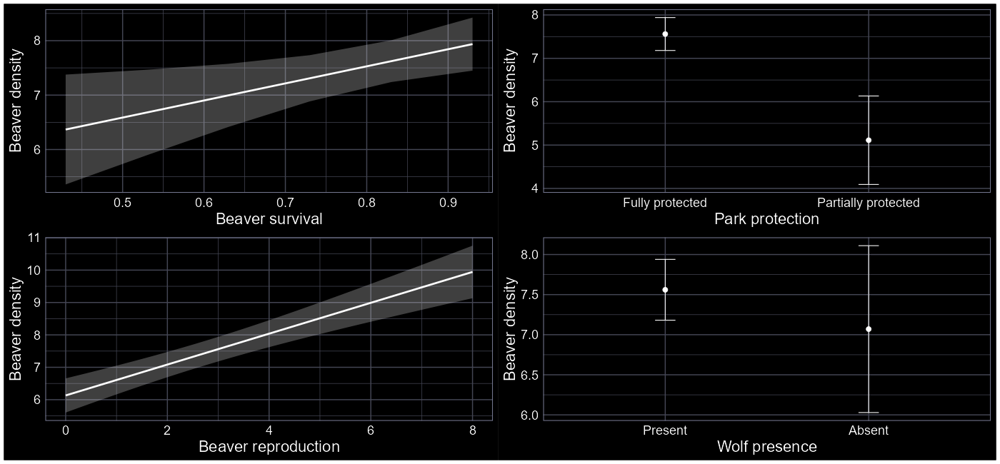 Beaver density
8
7
6
0.5 0.6 0.7 0.8 0.9
Beaver survival
Beaver density
8
7
6
5
4
Fully protected Partially protected
Park protection
Beaver density
11
10
9
8
7
6
0 2 4 6 8
Beaver reproduction
Beaver density
8.0
7.5
7.0
6.5
6.0
Present Absent
Wolf presence